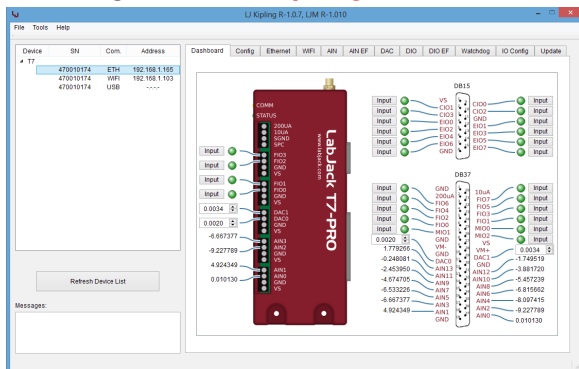 LJ Kipling R-1.0.7, LJM R-1.010
File Tools Help
Device SN Com. Address
T7
470010174 ETH 192.168.1.165
470010174 WIFI 192.168.1.103
470010174 USB -.-.-.-
Refresh Device List
Messages:
Dashboard Config Ethernet WIFI AIN AIN EF DAC DIO DIO EF Watchdog IO Config Update
COMM
STATUS
200UA
10UA
SGND
SPC
Input FIO3
Input FIO2
GND
VS
Input FIO1
Input FIO0
GND
VS
0.0034 DAC1
0.0020 DAC0
GND
VS
-6.667377 AIN3
-9.227789 AIN2
GND
VS
4.924349 AIN1
0.010130 AIN0
GND
VS
LabJack T7-PRO
www.labjack.com
DB15
VS
Input CIO1
Input CIO3
Input EIO0
Input EIO2
Input EIO4
Input EIO6
GND
CIO0 Input
CIO2 Input
GND
EIO1 Input
EIO3 Input
EIO5 Input
EIO7 Input
DB37
GND
Input 200uA
Input FIO6
Input FIO4
Input FIO2
Input FIO0
Input MIO1
0.0020 GND
1.779266 VM-
-0.248081 GND
-2.453950 DAC0
-4.674705 AIN13
-6.533226 AIN11
-6.667377 AIN9
4.924349 AIN7
AIN5
AIN3
AIN1
GND
10uA
FIO7 Input
FIO5 Input
FIO3 Input
FIO1 Input
MIO0 Input
MIO2 Input
VS
VM+ 0.0034
DAC1 -1.749519
GND -3.881720
AIN12 -5.457239
AIN10 -6.815662
AIN8 -8.097415
AIN6 -9.227789
AIN4 0.010130
AIN2
AIN0